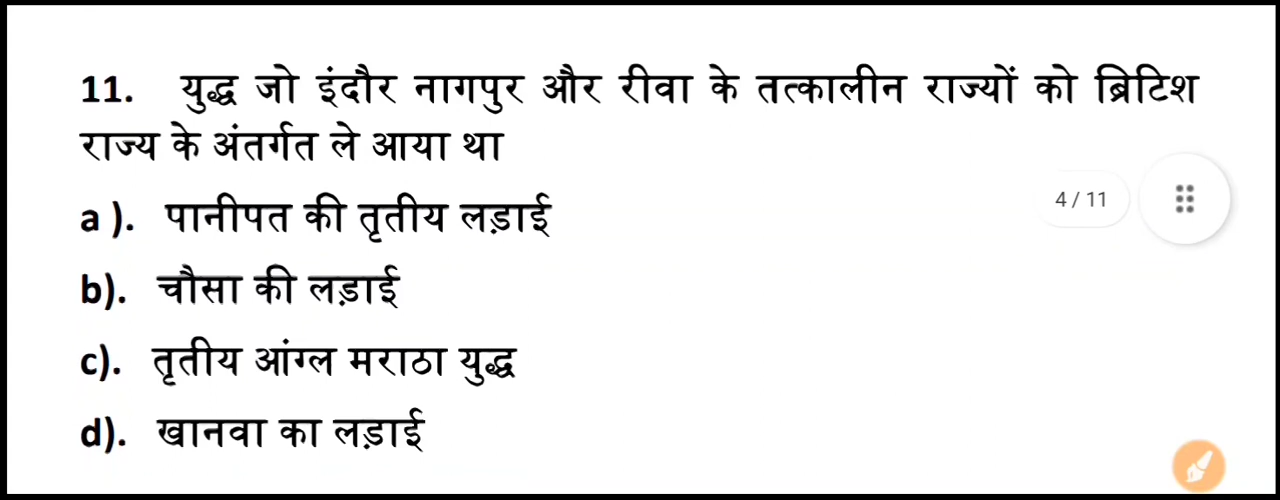 11. युद्ध जो इंदौर नागपुर और रीवा के तत्कालीन राज्यों को ब्रिटिश
राज्य के अंतर्गत ले आया था
a ). पानीपत की तृतीय लड़ाई
4 / 11
b). चौसा की लड़ाई
c). तृतीय आंग्ल मराठा युद्ध
d). खानवा का लड़ाई